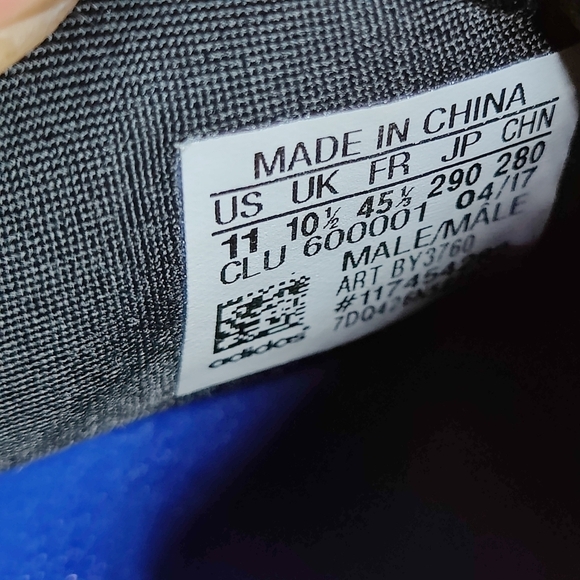 MADE IN CHINA
US UK FR JP CHN
11 10½ 45⅓ 290 280
CLU 600001 04/17
MALE/MALE
ART BY3760
adidas